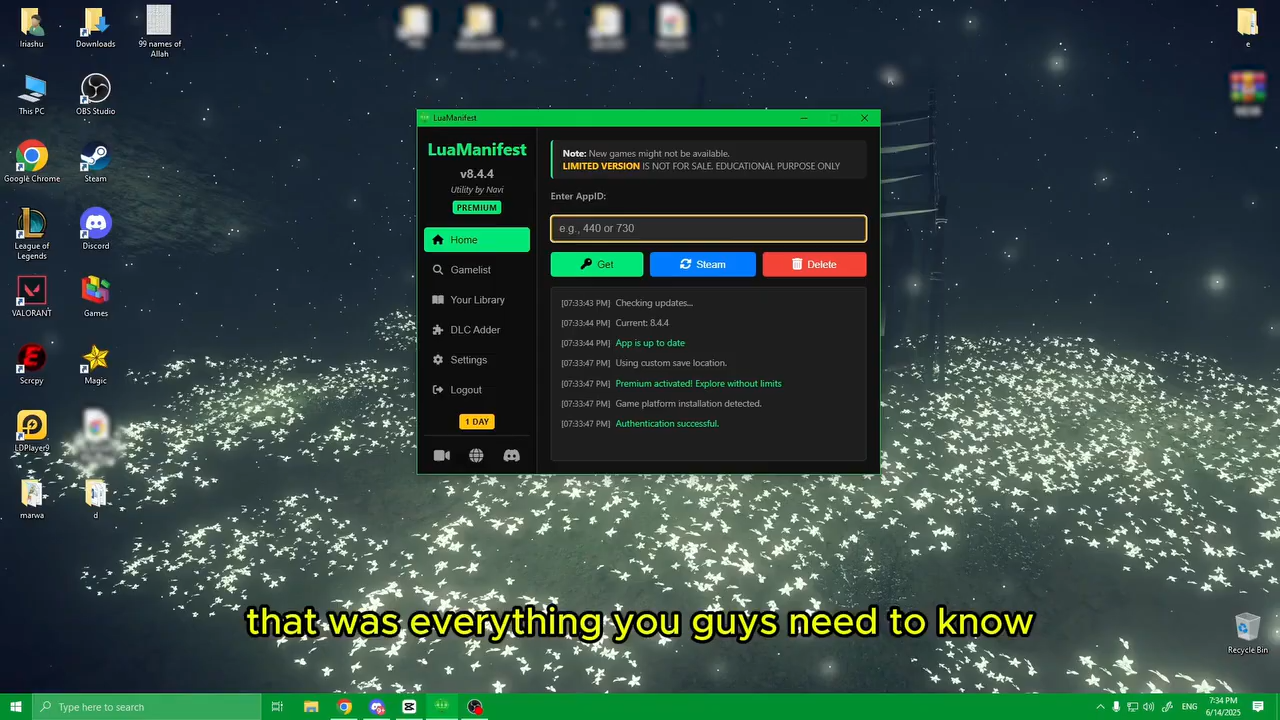 Iriashu
Downloads
99 names of
Allah
e
This PC
OBS Studio
Google Chrome
Steam
League of
Legends
Discord
VALORANT
Games
Scrcpy
Magic
LDPlayer9
marwa
d
LuaManifest
LuaManifest
v8.4.4
Utility by Navi
PREMIUM
Home
Gamelist
Your Library
DLC Adder
Settings
Logout
1 DAY
Note: New games might not be available.
LIMITED VERSION IS NOT FOR SALE. EDUCATIONAL PURPOSE ONLY
Enter AppID:
e.g., 440 or 730
Get
Steam
Delete
[07:33:43 PM] Checking updates...
[07:33:44 PM] Current: 8.4.4
[07:33:44 PM] App is up to date
[07:33:47 PM] Using custom save location.
[07:33:47 PM] Premium activated! Explore without limits
[07:33:47 PM] Game platform installation detected.
[07:33:47 PM] Authentication successful.
that was everything you guys need to know
Recycle Bin
Type here to search
ENG
7:34 PM
6/14/2025